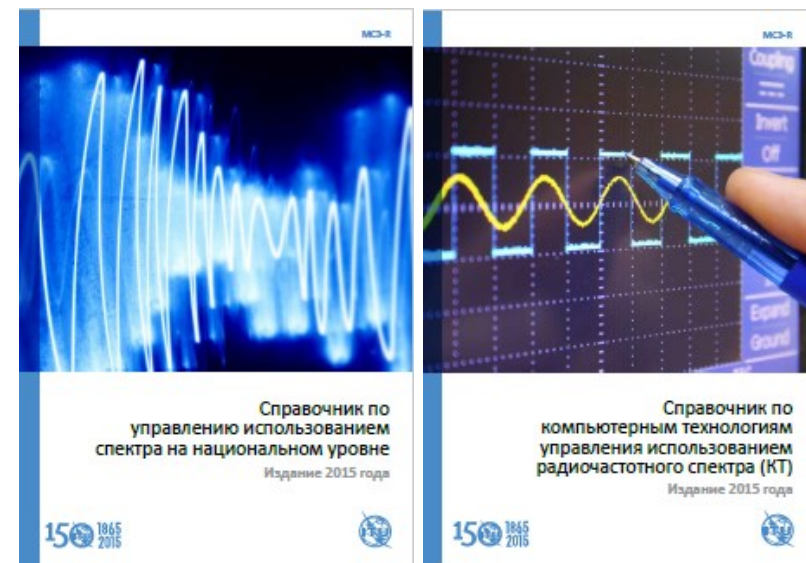 МСЭ-R
Справочник по
управлению использованием
спектра на национальном уровне
Издание 2015 года
150 1865
2015
МСЭ-R
Coupling
Invert
Off
Expand
Ground
Справочник по
компьютерным технологиям
управления использованием
радиочастотного спектра (КТ)
Издание 2015 года
150 1865
2015